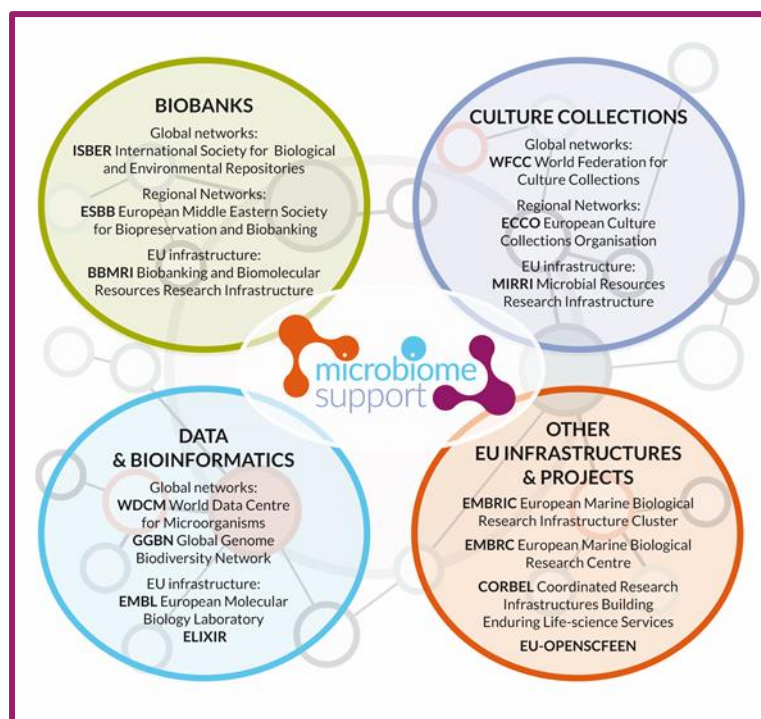 BIOBANKS
Global networks:
ISBER International Society for Biological
and Environmental Repositories
Regional Networks:
ESBB European Middle Eastern Society
for Biopreservation and Biobanking
EU infrastructure:
BBMRI Biobanking and Biomolecular
Resources Research Infrastructure
CULTURE COLLECTIONS
Global networks:
WFCC World Federation for
Culture Collections
Regional Networks:
ECCO European Culture
Collections Organisation
EU infrastructure:
MIRRI Microbial Resources
Research Infrastructure
microbiome
support
DATA
& BIOINFORMATICS
Global networks:
WDCM World Data Centre
for Microorganisms
GGBN Global Genome
Biodiversity Network
EU infrastructure:
EMBL European Molecular
Biology Laboratory
ELIXIR
OTHER
EU INFRASTRUCTURES
& PROJECTS
EMBRIC European Marine Biological
Research Infrastructure Cluster
EMBRC European Marine Biological
Research Centre
CORBEL Coordinated Research
Infrastructures Building
Enduring Life-science Services
EU-OPENSCFEEN